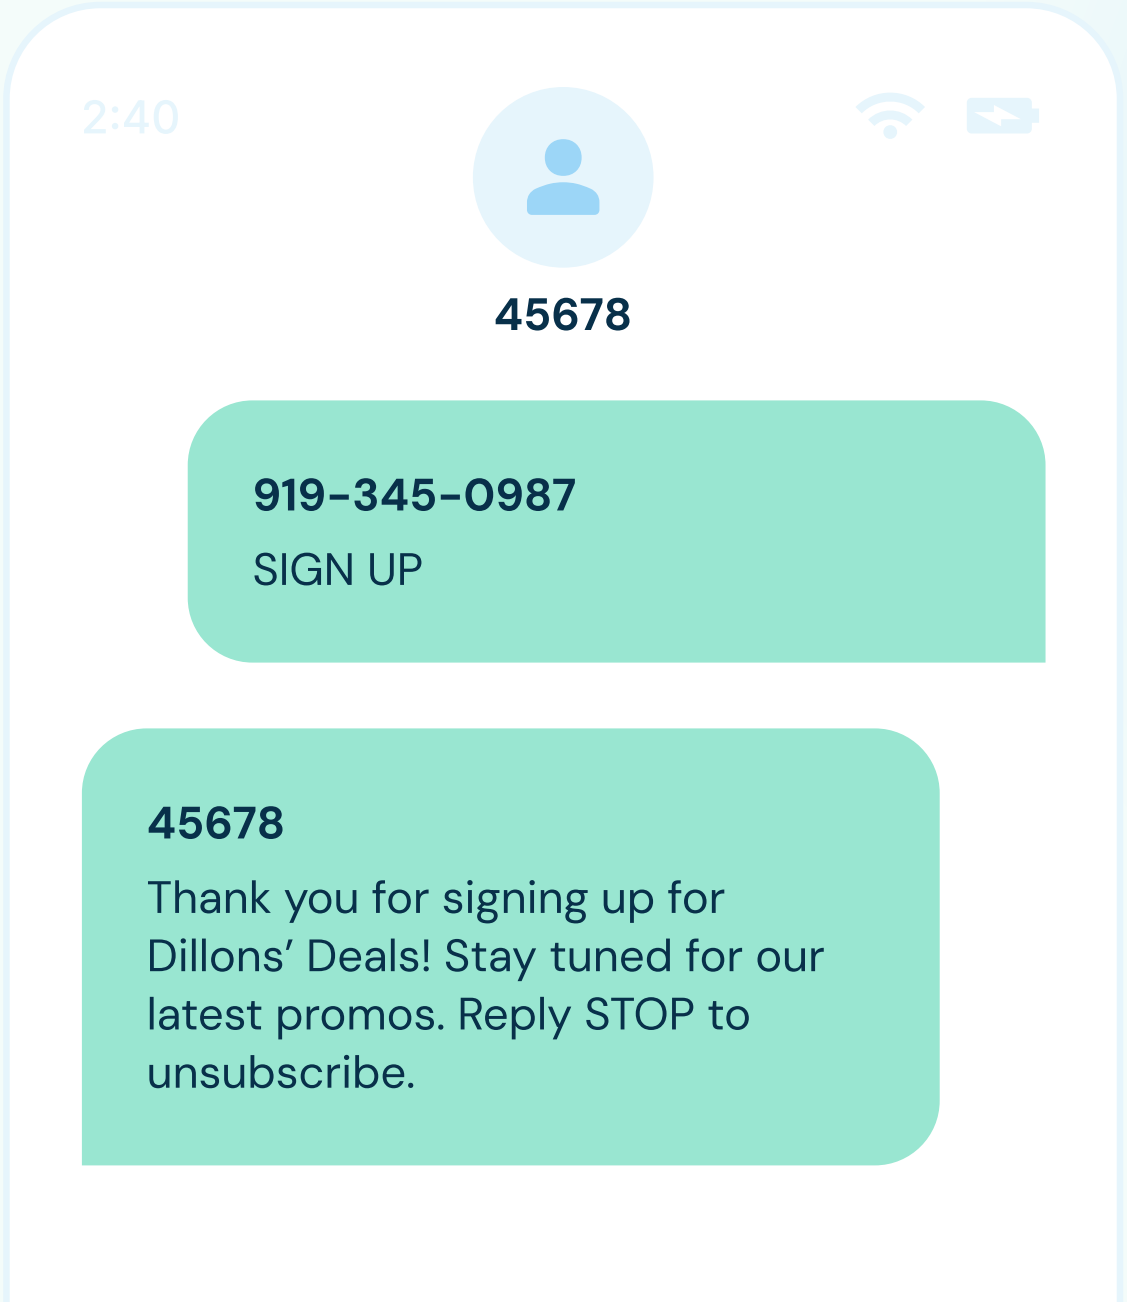 2:40
45678
919-345-0987
SIGN UP
45678
Thank you for signing up for
Dillons’ Deals! Stay tuned for our
latest promos. Reply STOP to
unsubscribe.